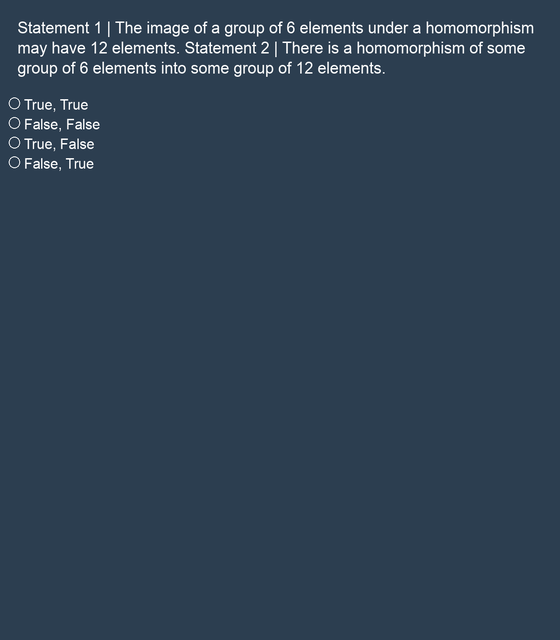 Statement 1 | The image of a group of 6 elements under a homomorphism
may have 12 elements. Statement 2 | There is a homomorphism of some
group of 6 elements into some group of 12 elements.
True, True
False, False
True, False
False, True